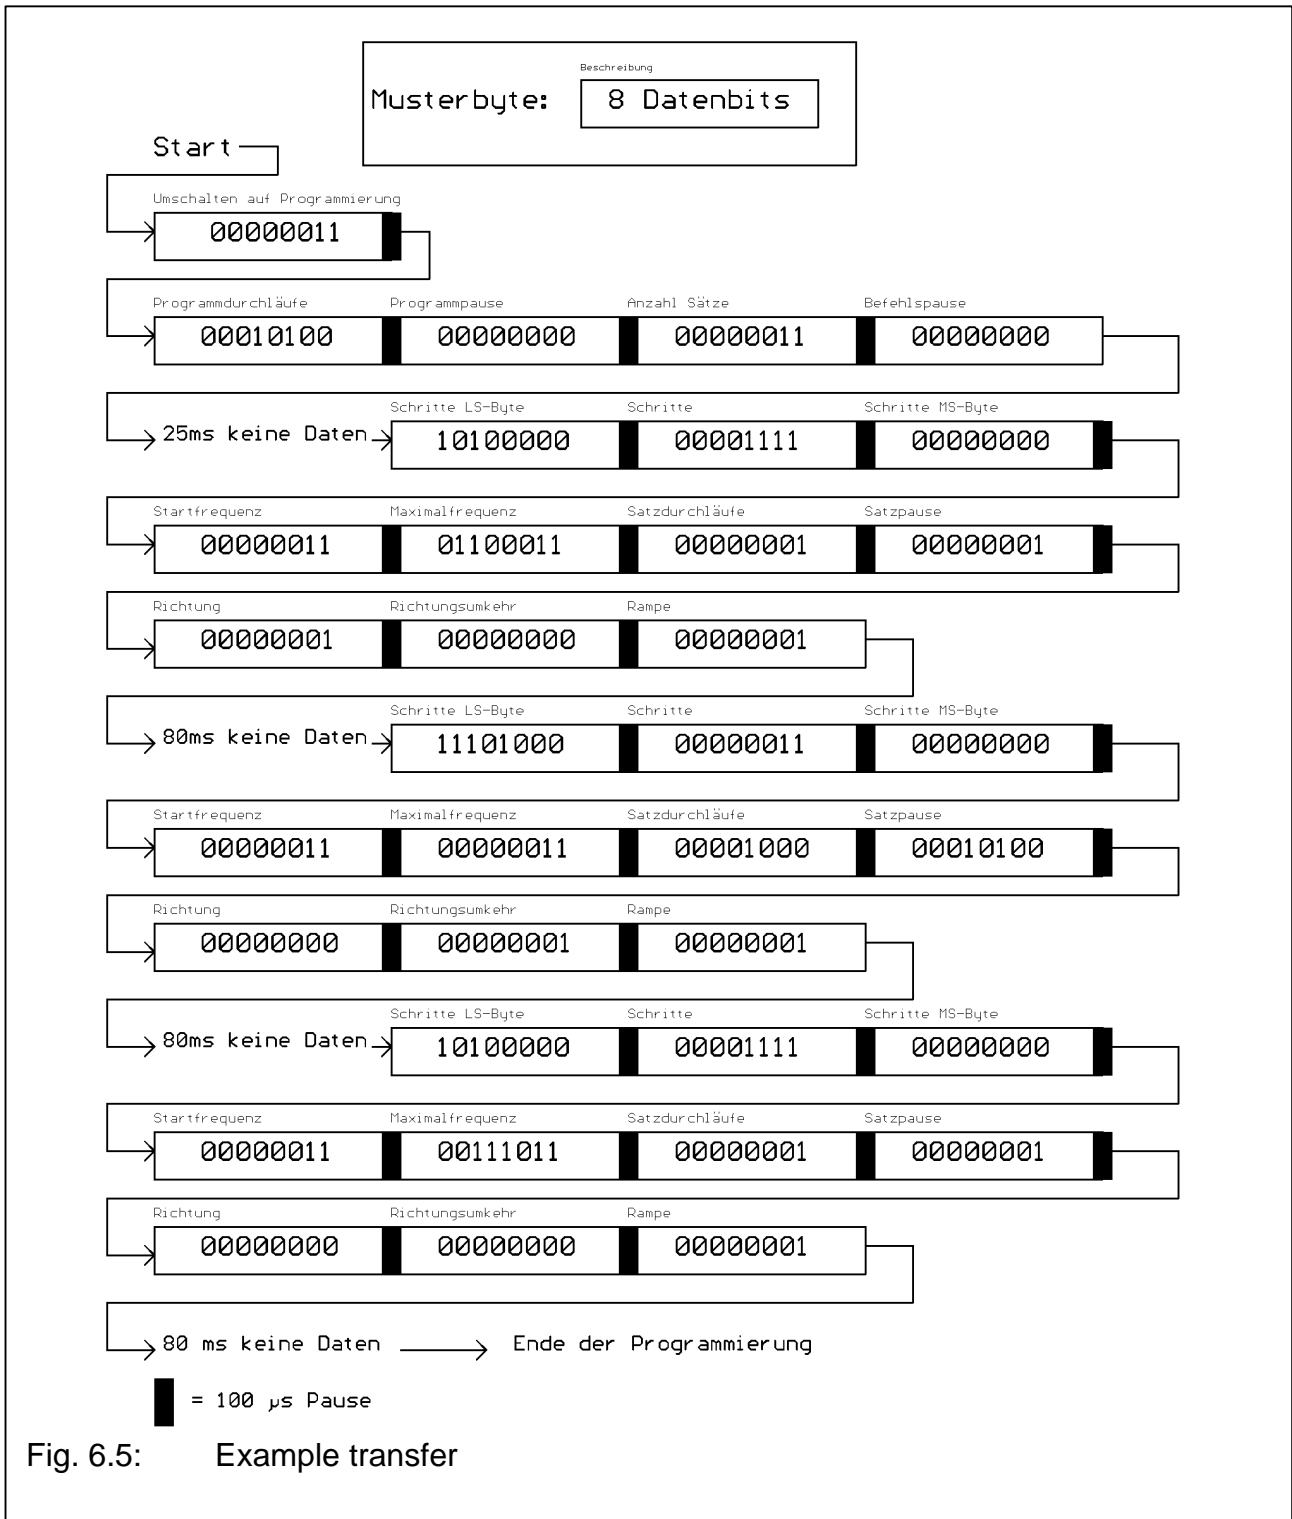 Beschreibung
Musterbyte: 8 Datenbits
Start
Umschalten auf Programmierung
00000011
Programmdurchläufe Programmpause Anzahl Sätze Befehlspause
00010100 00000000 00000011 00000000
Schritte LS-Byte Schritte Schritte MS-Byte
25ms keine Daten 10100000 00001111 00000000
Startfrequenz Maximalfrequenz Satzdurchläufe Satzpause
00000011 01100011 00000001 00000001
Richtung Richtungsumkehr Rampe
00000001 00000000 00000001
Schritte LS-Byte Schritte Schritte MS-Byte
80ms keine Daten 11101000 00000011 00000000
Startfrequenz Maximalfrequenz Satzdurchläufe Satzpause
00000011 00000011 00001000 00010100
Richtung Richtungsumkehr Rampe
00000000 00000001 00000001
Schritte LS-Byte Schritte Schritte MS-Byte
80ms keine Daten 10100000 00001111 00000000
Startfrequenz Maximalfrequenz Satzdurchläufe Satzpause
00000011 00111011 00000001 00000001
Richtung Richtungsumkehr Rampe
00000000 00000000 00000001
80 ms keine Daten Ende der Programmierung
= 100 µs Pause
Fig. 6.5: Example transfer